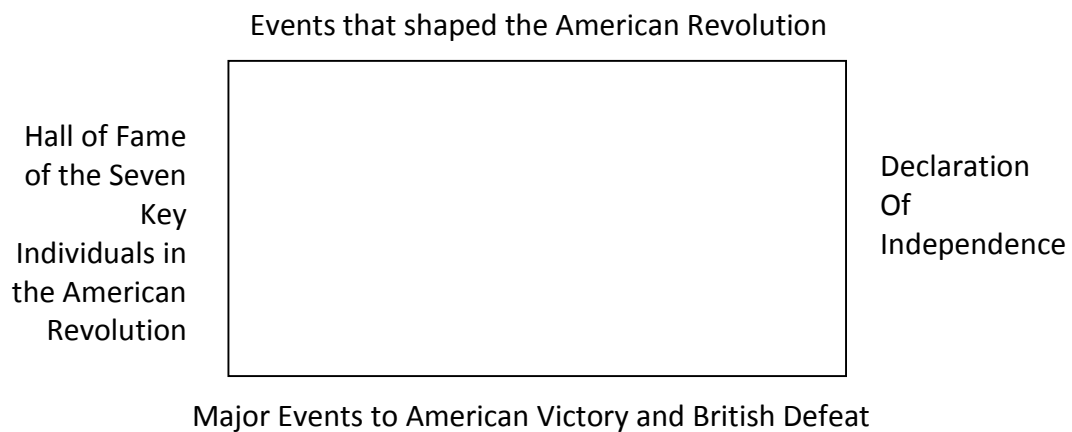 Events that shaped the American Revolution
Hall of Fame
of the Seven
Key
Individuals in
the American
Revolution
Declaration
Of
Independence
Major Events to American Victory and British Defeat